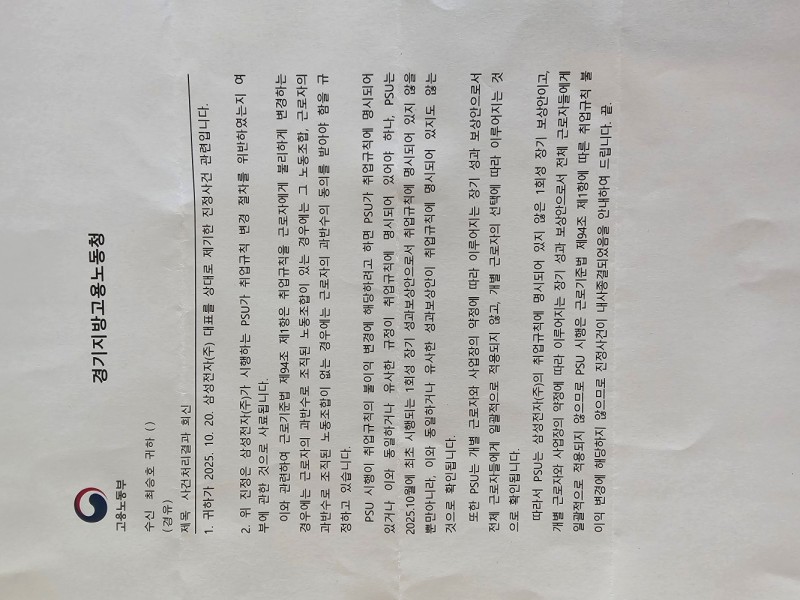 경기지방고용노동청
고용노동부
수신 최승호 귀하 ( )
(경유)
제목 사건처리결과 회신
1. 귀하가 2025. 10. 20. 삼성전자(주) 대표를 상대로 제기한 진정사건 관련입니다.
2. 위 진정은 삼성전자(주)가 시행하는 PSU가 취업규칙 변경 절차를 위반하였는지 여
부에 관한 것으로 사료됩니다.
이와 관련하여 근로기준법 제94조 제1항은 취업규칙을 근로자에게 불리하게 변경하는
경우에는 근로자의 과반수로 조직된 노동조합이 있는 경우에는 그 노동조합, 근로자의
과반수로 조직된 노동조합이 없는 경우에는 근로자의 과반수의 동의를 받아야 함을 규
정하고 있습니다.
PSU 시행이 취업규칙의 불이익 변경에 해당하려고 하면 PSU가 취업규칙에 명시되어
있거나 이와 동일하거나 유사한 규정이 취업규칙에 명시되어 있어야 하나, PSU는
2025.10월에 최초 시행되는 1회성 장기 성과보상안으로서 취업규칙에 명시되어 있지 않을
뿐만아니라, 이와 동일하거나 유사한 성과보상안이 취업규칙에 명시되어 있지도 않는
것으로 확인됩니다.
또한 PSU는 개별 근로자와 사업장의 약정에 따라 이루어지는 장기 성과 보상안으로서
전체 근로자들에게 일괄적으로 적용되지 않고, 개별 근로자의 선택에 따라 이루어지는 것
으로 확인됩니다.
따라서 PSU는 삼성전자(주)의 취업규칙에 명시되어 있지 않은 1회성 장기 보상안이고,
개별 근로자와 사업장의 약정에 따라 이루어지는 장기 성과 보상안으로서 전체 근로자들에게
일괄적으로 적용되지 않으므로 PSU 시행은 근로기준법 제94조 제1항에 따른 취업규칙 불
이익 변경에 해당하지 않으므로 진정사건이 내사종결되었음을 안내하여 드립니다. 끝.